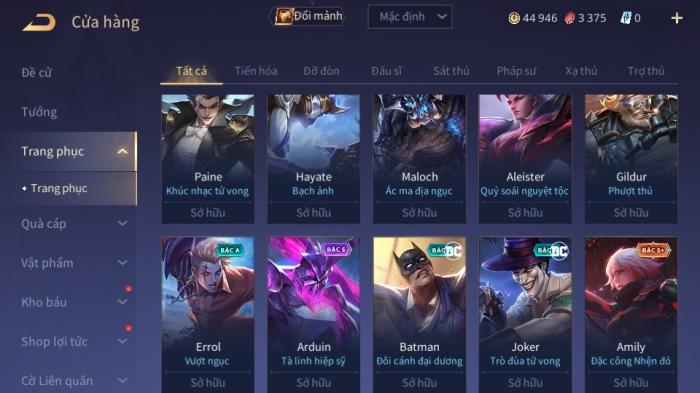 Cửa hàng
Đổi mảnh
Mặc định
44 946
3 375
0
Đề cử
Tướng
Trang phục
Trang phục
Quà cáp
Vật phẩm
Kho báu
Shop lợi tức
Cờ Liên quân
Tất cả Tiến hóa Đỡ đòn Đấu sĩ Sát thủ Pháp sư Xạ thủ Trợ thủ
Paine
Khúc nhạc tử vong
Sở hữu
Hayate
Bạch ảnh
Sở hữu
Maloch
Ác ma địa ngục
Sở hữu
Aleister
Quỷ soái nguyệt tộc
Sở hữu
Gildur
Phượt thủ
Sở hữu
BẬC A
Errol
Vượt ngục
Sở hữu
BẬC S
Arduin
Tà linh hiệp sỹ
Sở hữu
DC
Batman
Đôi cánh đại dương
Sở hữu
DC
Joker
Trò đùa tử vong
Sở hữu
BẬC S+
Amily
Đặc công Nhện đỏ
Sở hữu